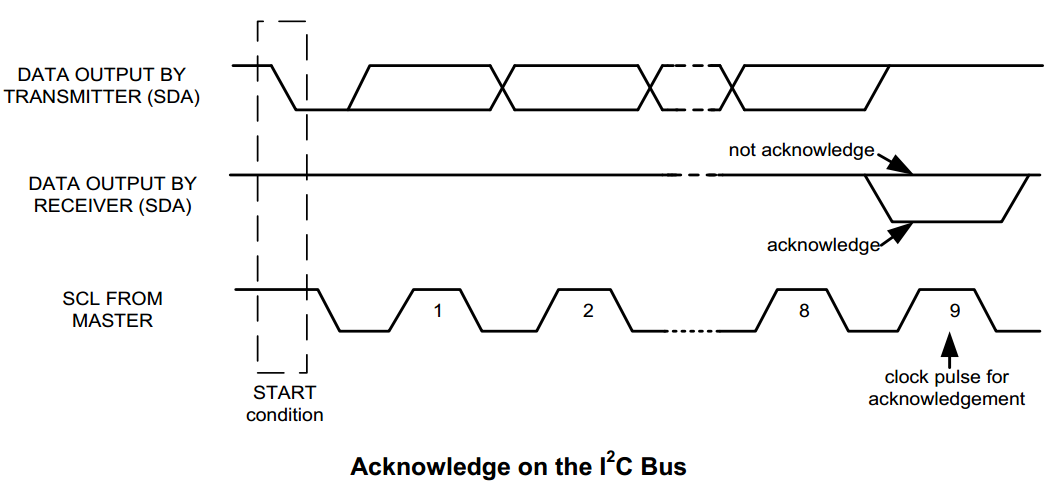 DATA OUTPUT BY
TRANSMITTER (SDA)
not acknowledge
DATA OUTPUT BY
RECEIVER (SDA)
acknowledge
SCL FROM
MASTER
1
2
8
9
START
condition
clock pulse for
acknowledgement
Acknowledge on the I²C Bus